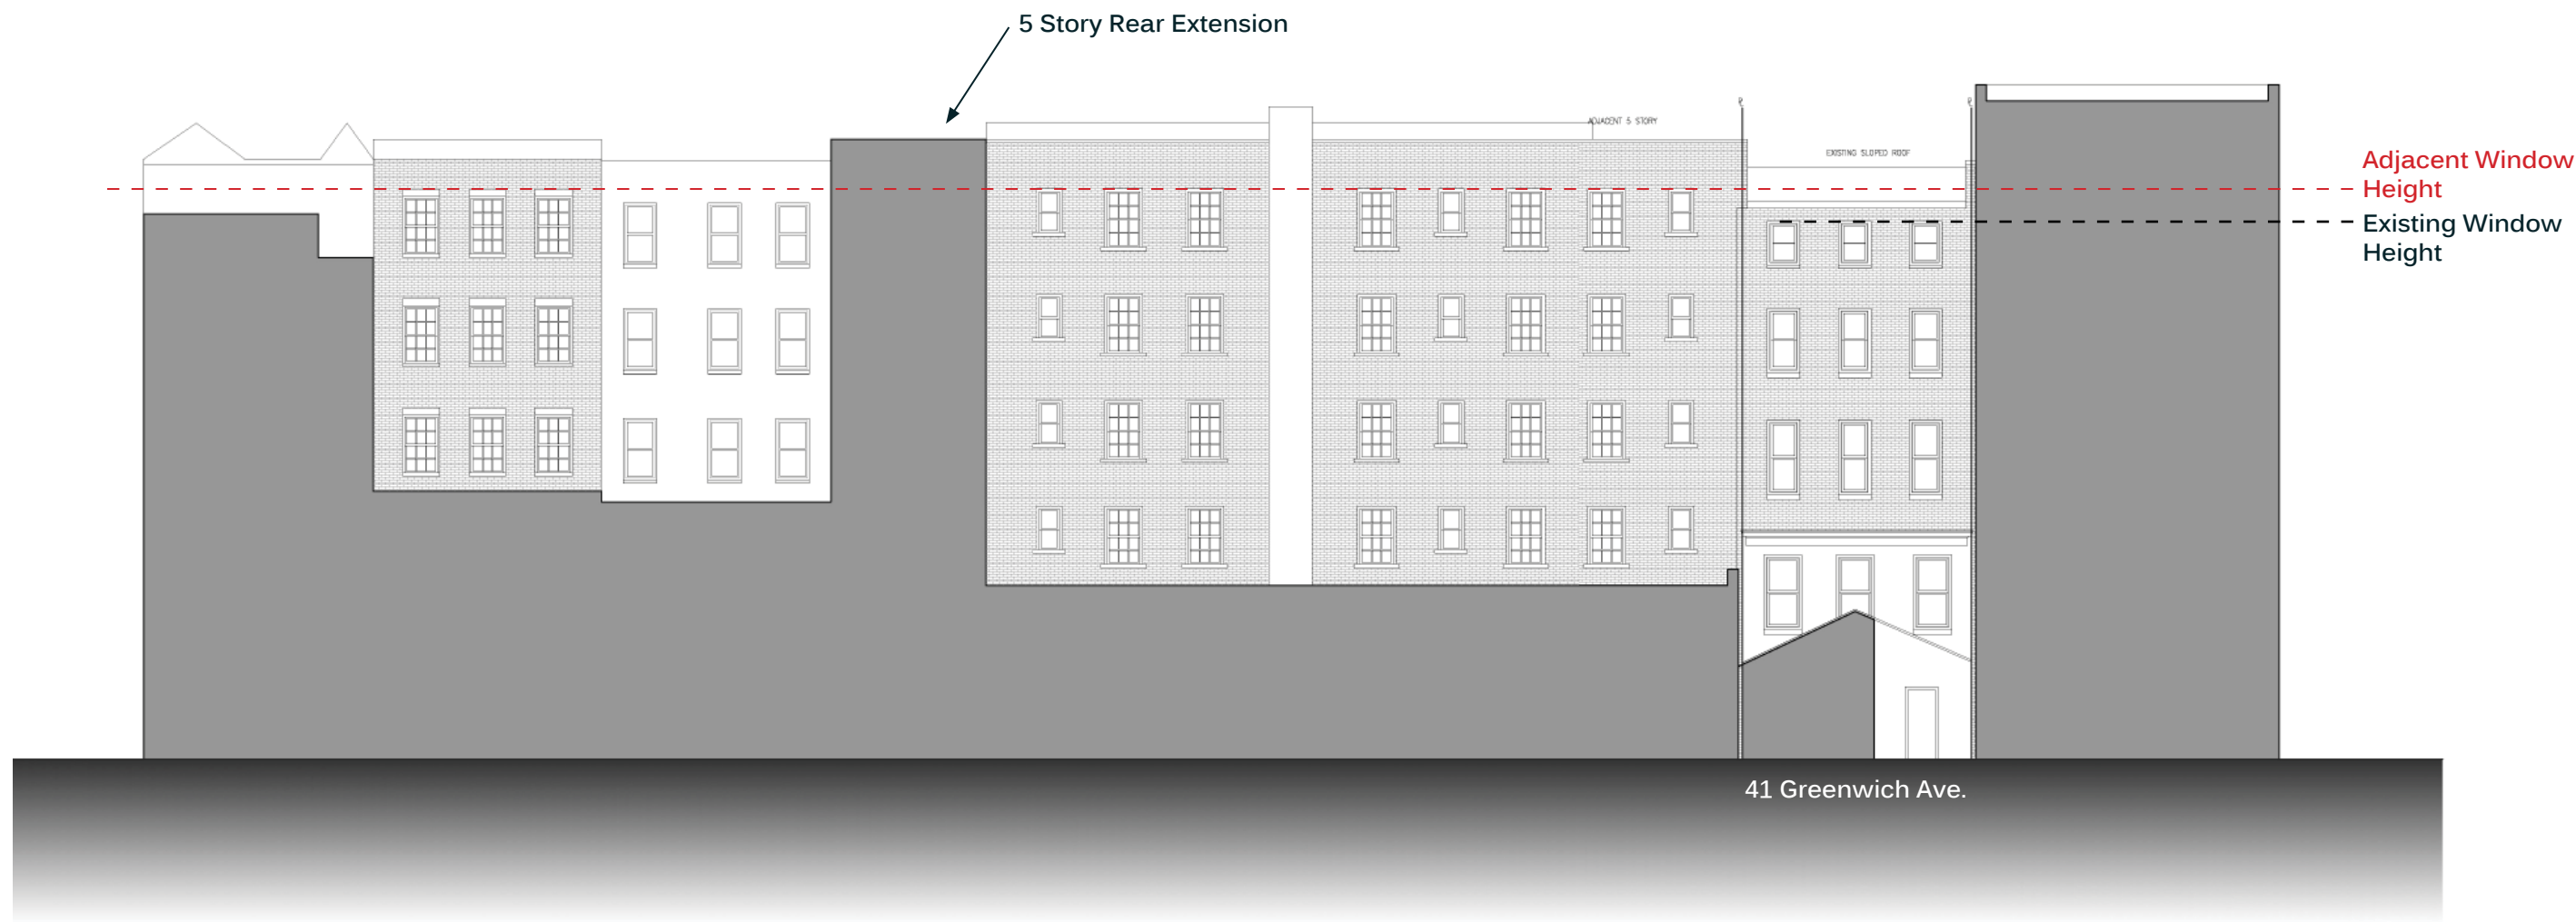 5 Story Rear Extension
ADJACENT 5 STORY
EXISTING SLOPED ROOF
Adjacent Window
Height
Existing Window
Height
41 Greenwich Ave.